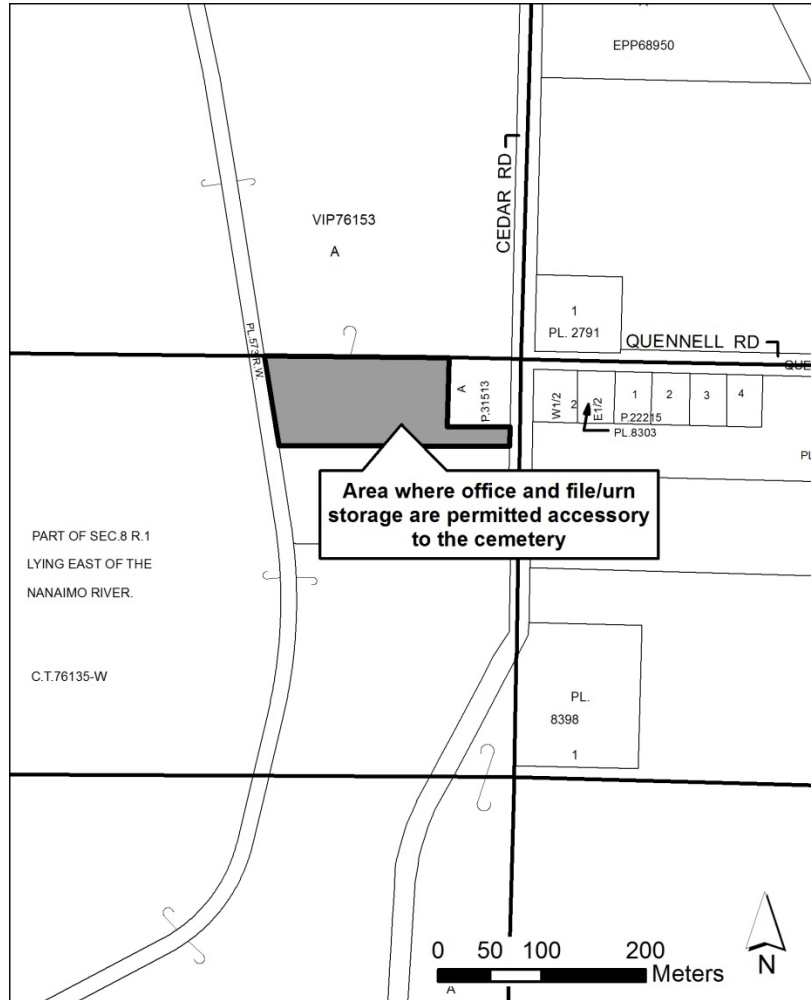 EPP68950
CEDAR RD
VIP76153
A
PL.573 R.W.
1
PL. 2791
QUENNELL RD
A
P.31513
W1/2
2
E1/2
1
2
3
4
P.22215
PL.8303
Area where office and file/urn
storage are permitted accessory
to the cemetery
PART OF SEC.8 R.1
LYING EAST OF THE
NANAIMO RIVER.
C.T.76135-W
PL.
8398
1
0 50 100 200
Meters
N
A